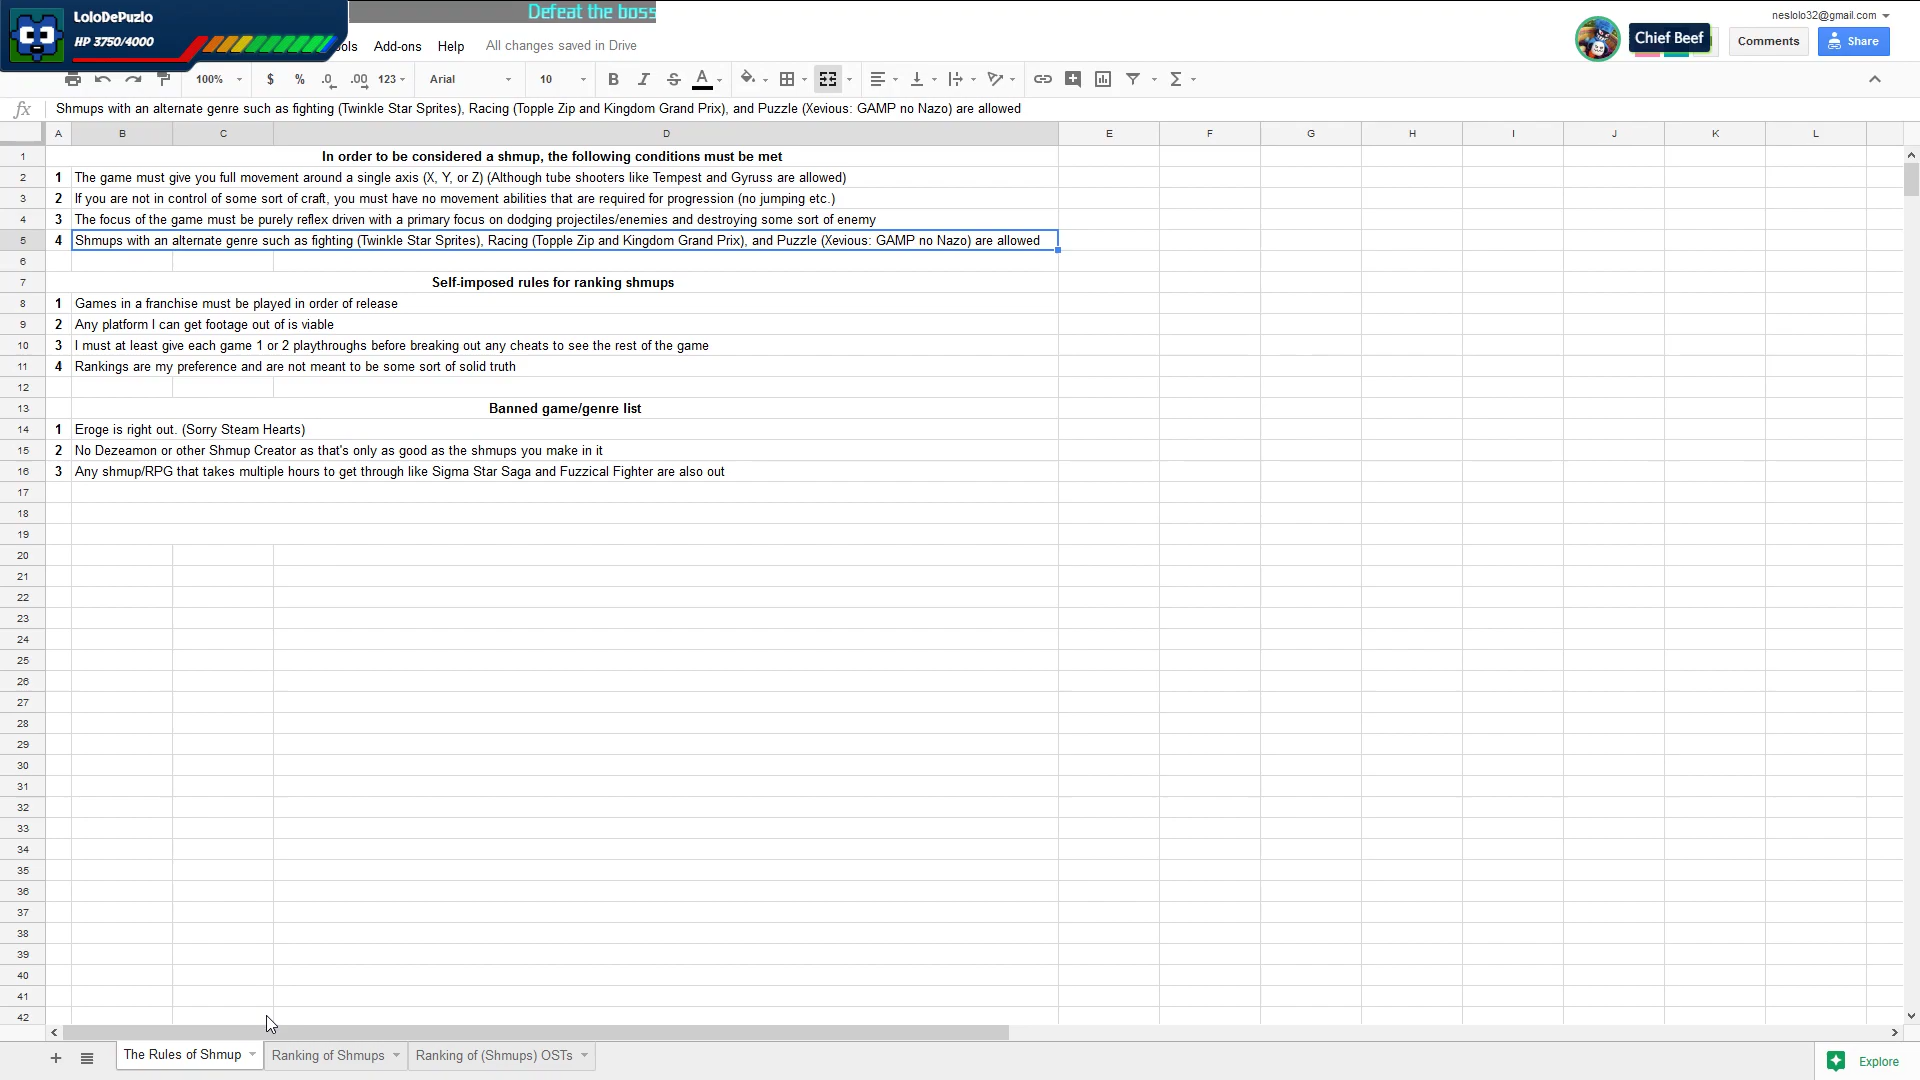 LoloDePuzlo
HP 3750/4000
Defeat the boss
ols Add-ons Help All changes saved in Drive
neslolo32@gmail.com
Chief Beef
Comments Share
100% $ % .0 .00 123 Arial 10 B I S A Σ
fx Shmups with an alternate genre such as fighting (Twinkle Star Sprites), Racing (Topple Zip and Kingdom Grand Prix), and Puzzle (Xevious: GAMP no Nazo) are allowed
A B C D E F G H I J K L
1 In order to be considered a shmup, the following conditions must be met
2 1 The game must give you full movement around a single axis (X, Y, or Z) (Although tube shooters like Tempest and Gyruss are allowed)
3 2 If you are not in control of some sort of craft, you must have no movement abilities that are required for progression (no jumping etc.)
4 3 The focus of the game must be purely reflex driven with a primary focus on dodging projectiles/enemies and destroying some sort of enemy
5 4 Shmups with an alternate genre such as fighting (Twinkle Star Sprites), Racing (Topple Zip and Kingdom Grand Prix), and Puzzle (Xevious: GAMP no Nazo) are allowed
6
7 Self-imposed rules for ranking shmups
8 1 Games in a franchise must be played in order of release
9 2 Any platform I can get footage out of is viable
10 3 I must at least give each game 1 or 2 playthroughs before breaking out any cheats to see the rest of the game
11 4 Rankings are my preference and are not meant to be some sort of solid truth
12
13 Banned game/genre list
14 1 Eroge is right out. (Sorry Steam Hearts)
15 2 No Dezeamon or other Shmup Creator as that's only as good as the shmups you make in it
16 3 Any shmup/RPG that takes multiple hours to get through like Sigma Star Saga and Fuzzical Fighter are also out
17
18
19
20
21
22
23
24
25
26
27
28
29
30
31
32
33
34
35
36
37
38
39
40
41
42
The Rules of Shmup Ranking of Shmups Ranking of (Shmups) OSTs Explore